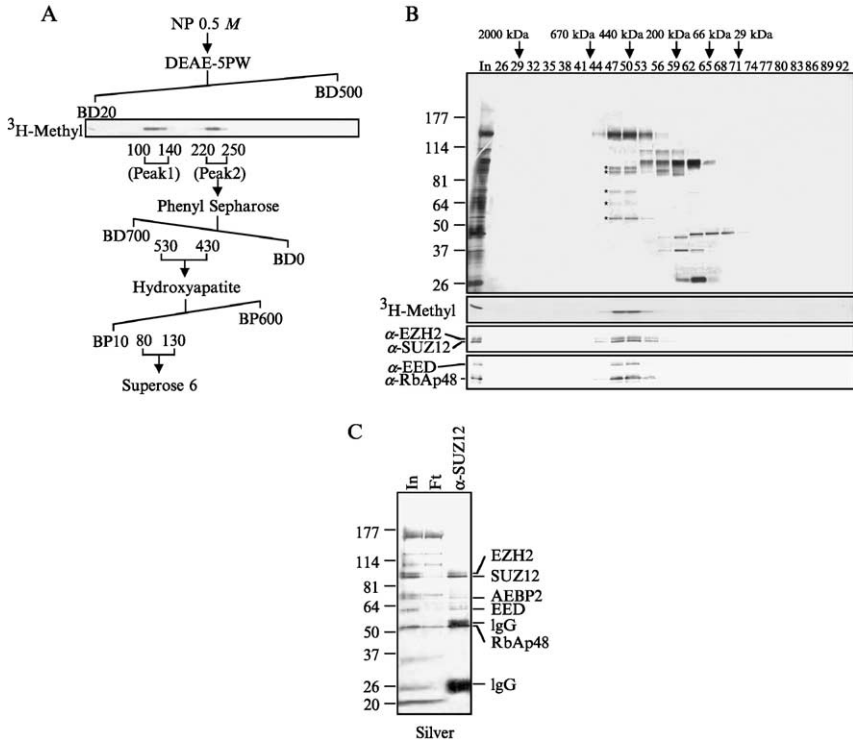 A
NP 0.5 M
DEAE-5PW
BD500
BD20
³H-Methyl
100 140 220 250
(Peak1) (Peak2)
Phenyl Sepharose
BD700
530 430 BD0
Hydroxyapatite
BP600
BP10 80 130
Superose 6
B
2000 kDa 670 kDa 440 kDa 200 kDa 66 kDa 29 kDa
In 26 29 32 35 38 41 44 47 50 53 56 59 62 65 68 71 74 77 80 83 86 89 92
177
114
81
64
50
37
26
³H-Methyl
α-EZH2
α-SUZ12
α-EED
α-RbAp48
C
In Ft α-SUZ12
177
114
81
64
50
37
26
20
EZH2
SUZ12
AEBP2
EED
IgG
RbAp48
IgG
Silver